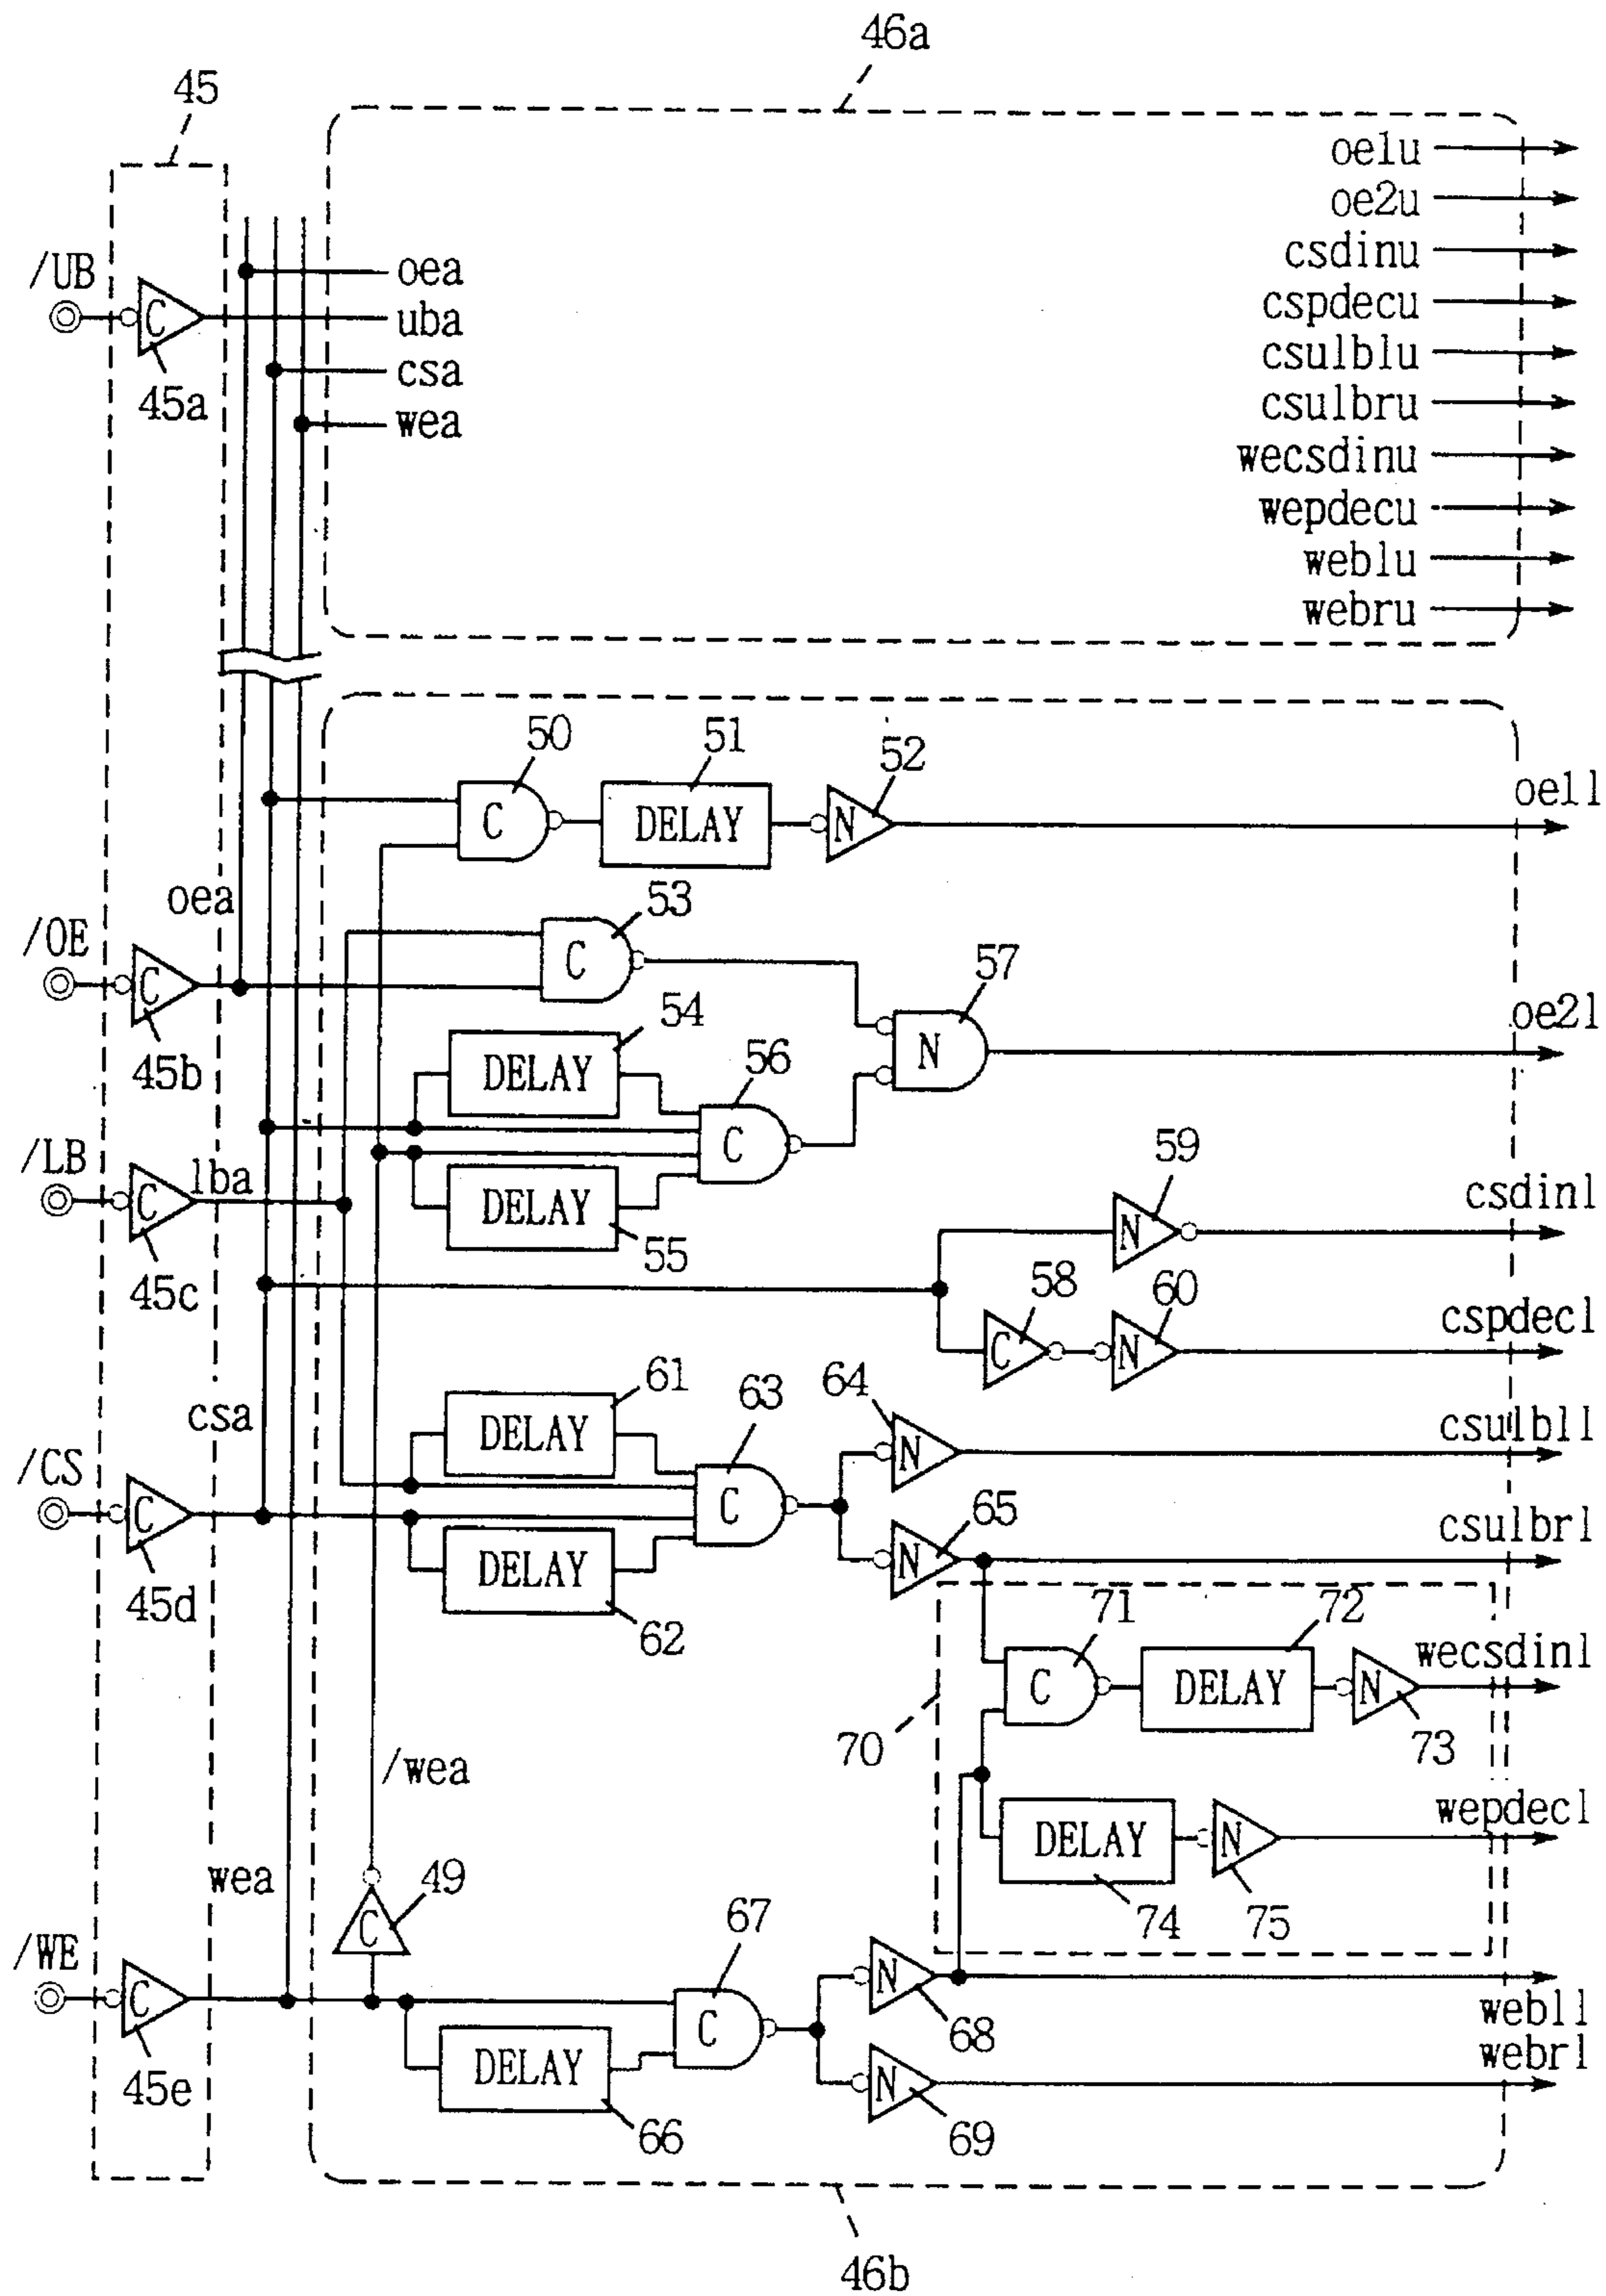 46a
45
oe1u
oe2u
csdinu
cspdecu
csulblu
csulbru
wecsdinu
wepdecu
weblu
webru
/UB
C
45a
oea
uba
csa
wea
50
51
52
C
DELAY
N
oe1l
oea
53
/OE
C
45b
C
57
N
oe2l
54
DELAY
56
C
/LB
C
lba
45c
DELAY
55
59
N
csdinl
58
C
60
N
cspdecl
61
DELAY
63
C
64
N
csulbll
csa
/CS
C
45d
65
N
csulbrl
DELAY
62
71
C
72
DELAY
N
73
wecsdinl
70
/wea
DELAY
74
N
75
wepdecl
wea
49
C
/WE
C
45e
67
C
N
68
webll
webrl
DELAY
66
N
69
46b